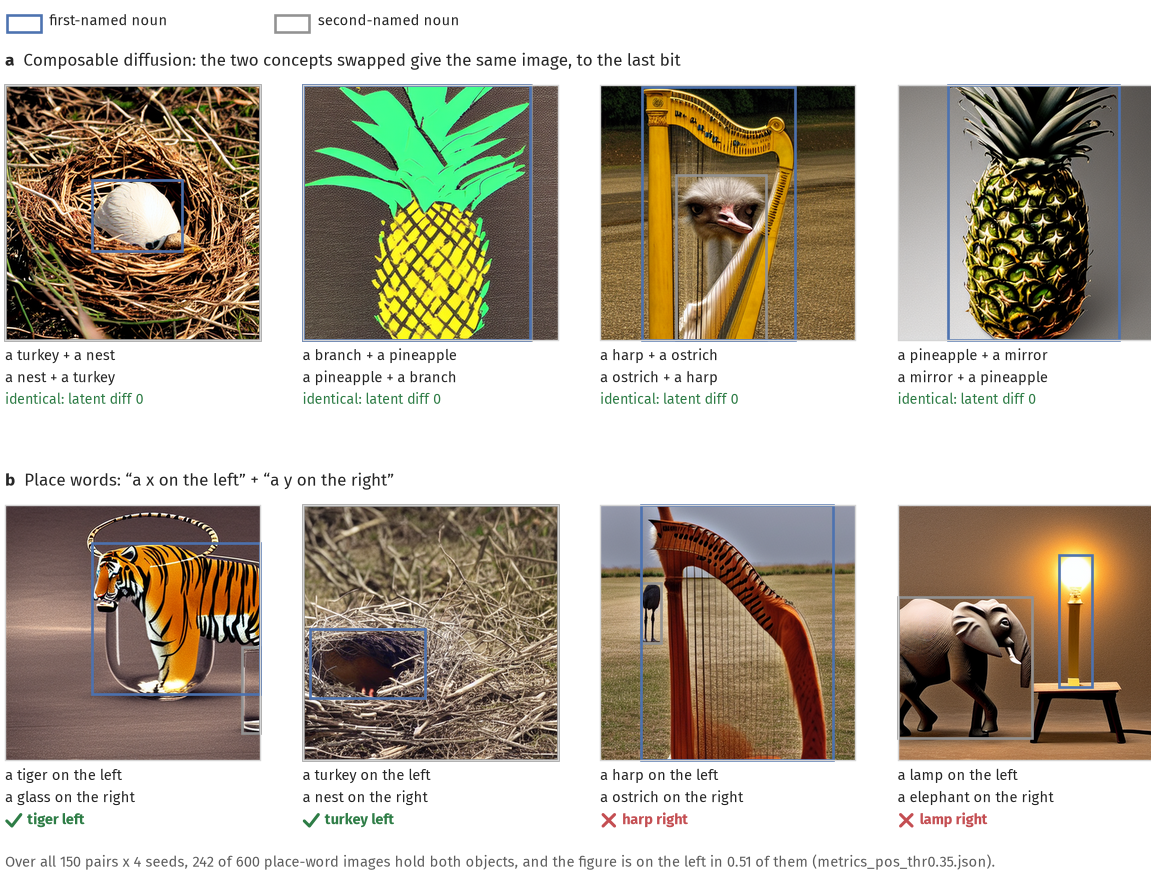 first-named noun
second-named noun
a Composable diffusion: the two concepts swapped give the same image, to the last bit
a turkey + a nest
a nest + a turkey
identical: latent diff 0
a branch + a pineapple
a pineapple + a branch
identical: latent diff 0
a harp + a ostrich
a ostrich + a harp
identical: latent diff 0
a pineapple + a mirror
a mirror + a pineapple
identical: latent diff 0
b Place words: “a x on the left” + “a y on the right”
a tiger on the left
a glass on the right
tiger left
a turkey on the left
a nest on the right
turkey left
a harp on the left
a ostrich on the right
harp right
a lamp on the left
a elephant on the right
lamp right
Over all 150 pairs x 4 seeds, 242 of 600 place-word images hold both objects, and the figure is on the left in 0.51 of them (metrics_pos_thr0.35.json).